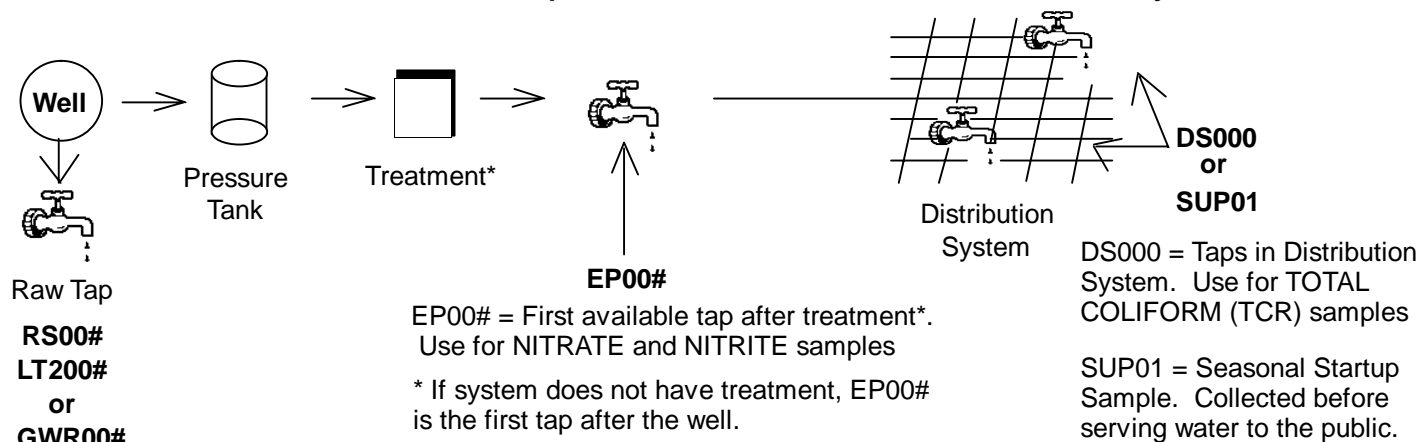 Well
Pressure
Tank
Treatment*
Raw Tap
RS00#
LT200#
or
GWR00#
EP00#
EP00# = First available tap after treatment*.
Use for NITRATE and NITRITE samples
* If system does not have treatment, EP00#
is the first tap after the well.
Distribution
System
DS000
or
SUP01
DS000 = Taps in Distribution
System. Use for TOTAL
COLIFORM (TCR) samples
SUP01 = Seasonal Startup
Sample. Collected before
serving water to the public.